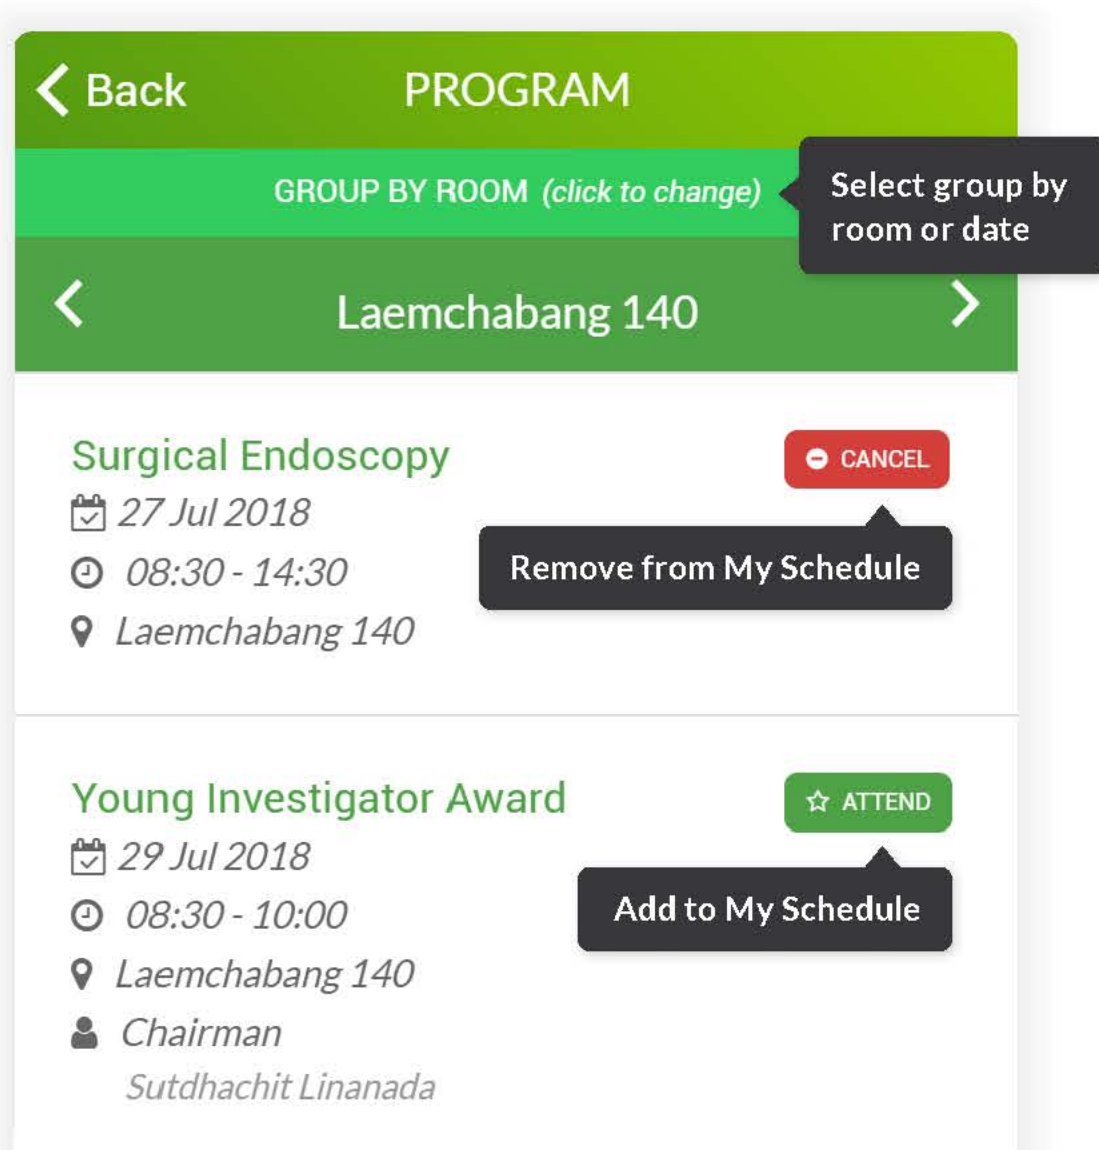 Back
PROGRAM
GROUP BY ROOM (click to change)
Select group by
room or date
Laemchabang 140
Surgical Endoscopy
CANCEL
27 Jul 2018
08:30 - 14:30
Remove from My Schedule
Laemchabang 140
Young Investigator Award
ATTEND
29 Jul 2018
08:30 - 10:00
Add to My Schedule
Laemchabang 140
Chairman
Sutdhachit Linanada